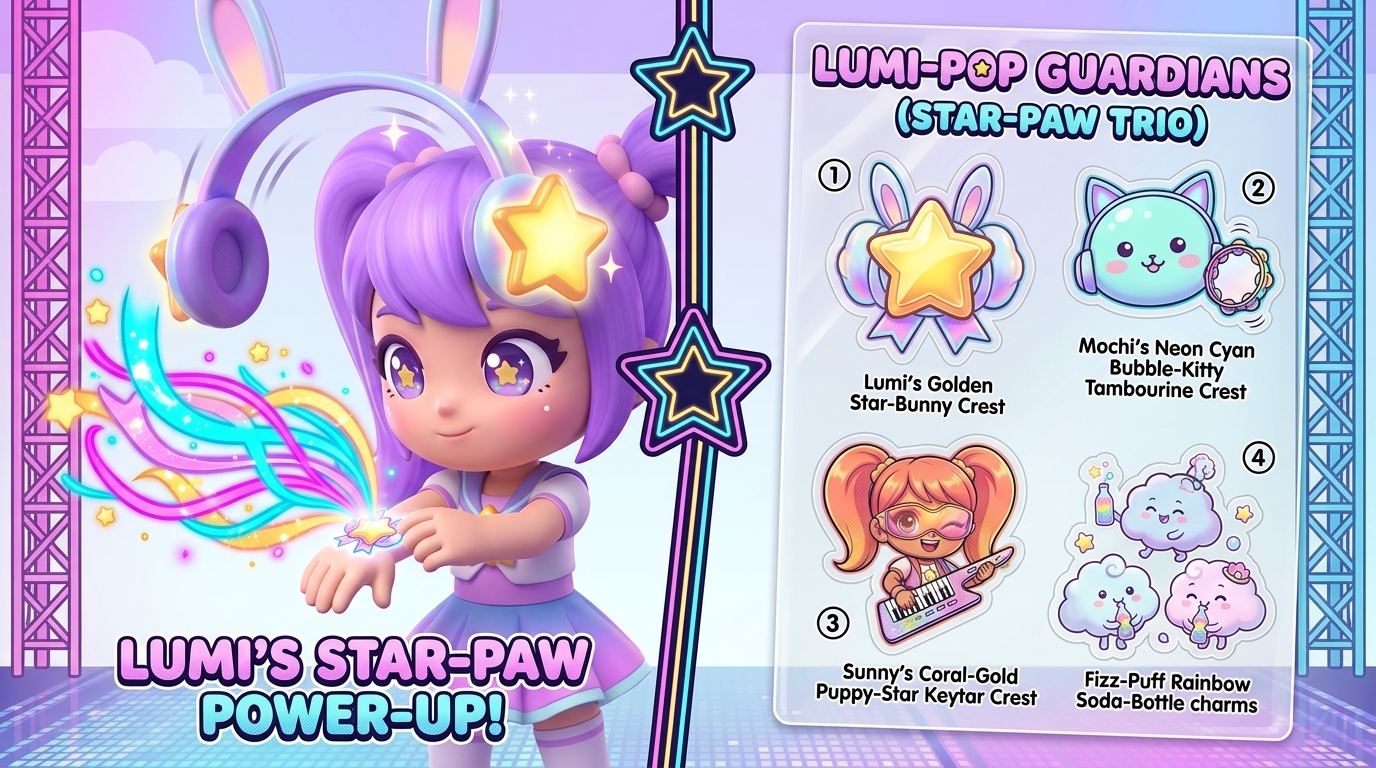 LUMI'S STAR-PAW
POWER-UP!
LUMI-POP GUARDIANS
(STAR-PAW TRIO)
1
Lumi's Golden
Star-Bunny Crest
2
Mochi's Neon Cyan
Bubble-Kitty
Tambourine Crest
3
Sunny's Coral-Gold
Puppy-Star Keytar Crest
4
Fizz-Puff Rainbow
Soda-Bottle charms